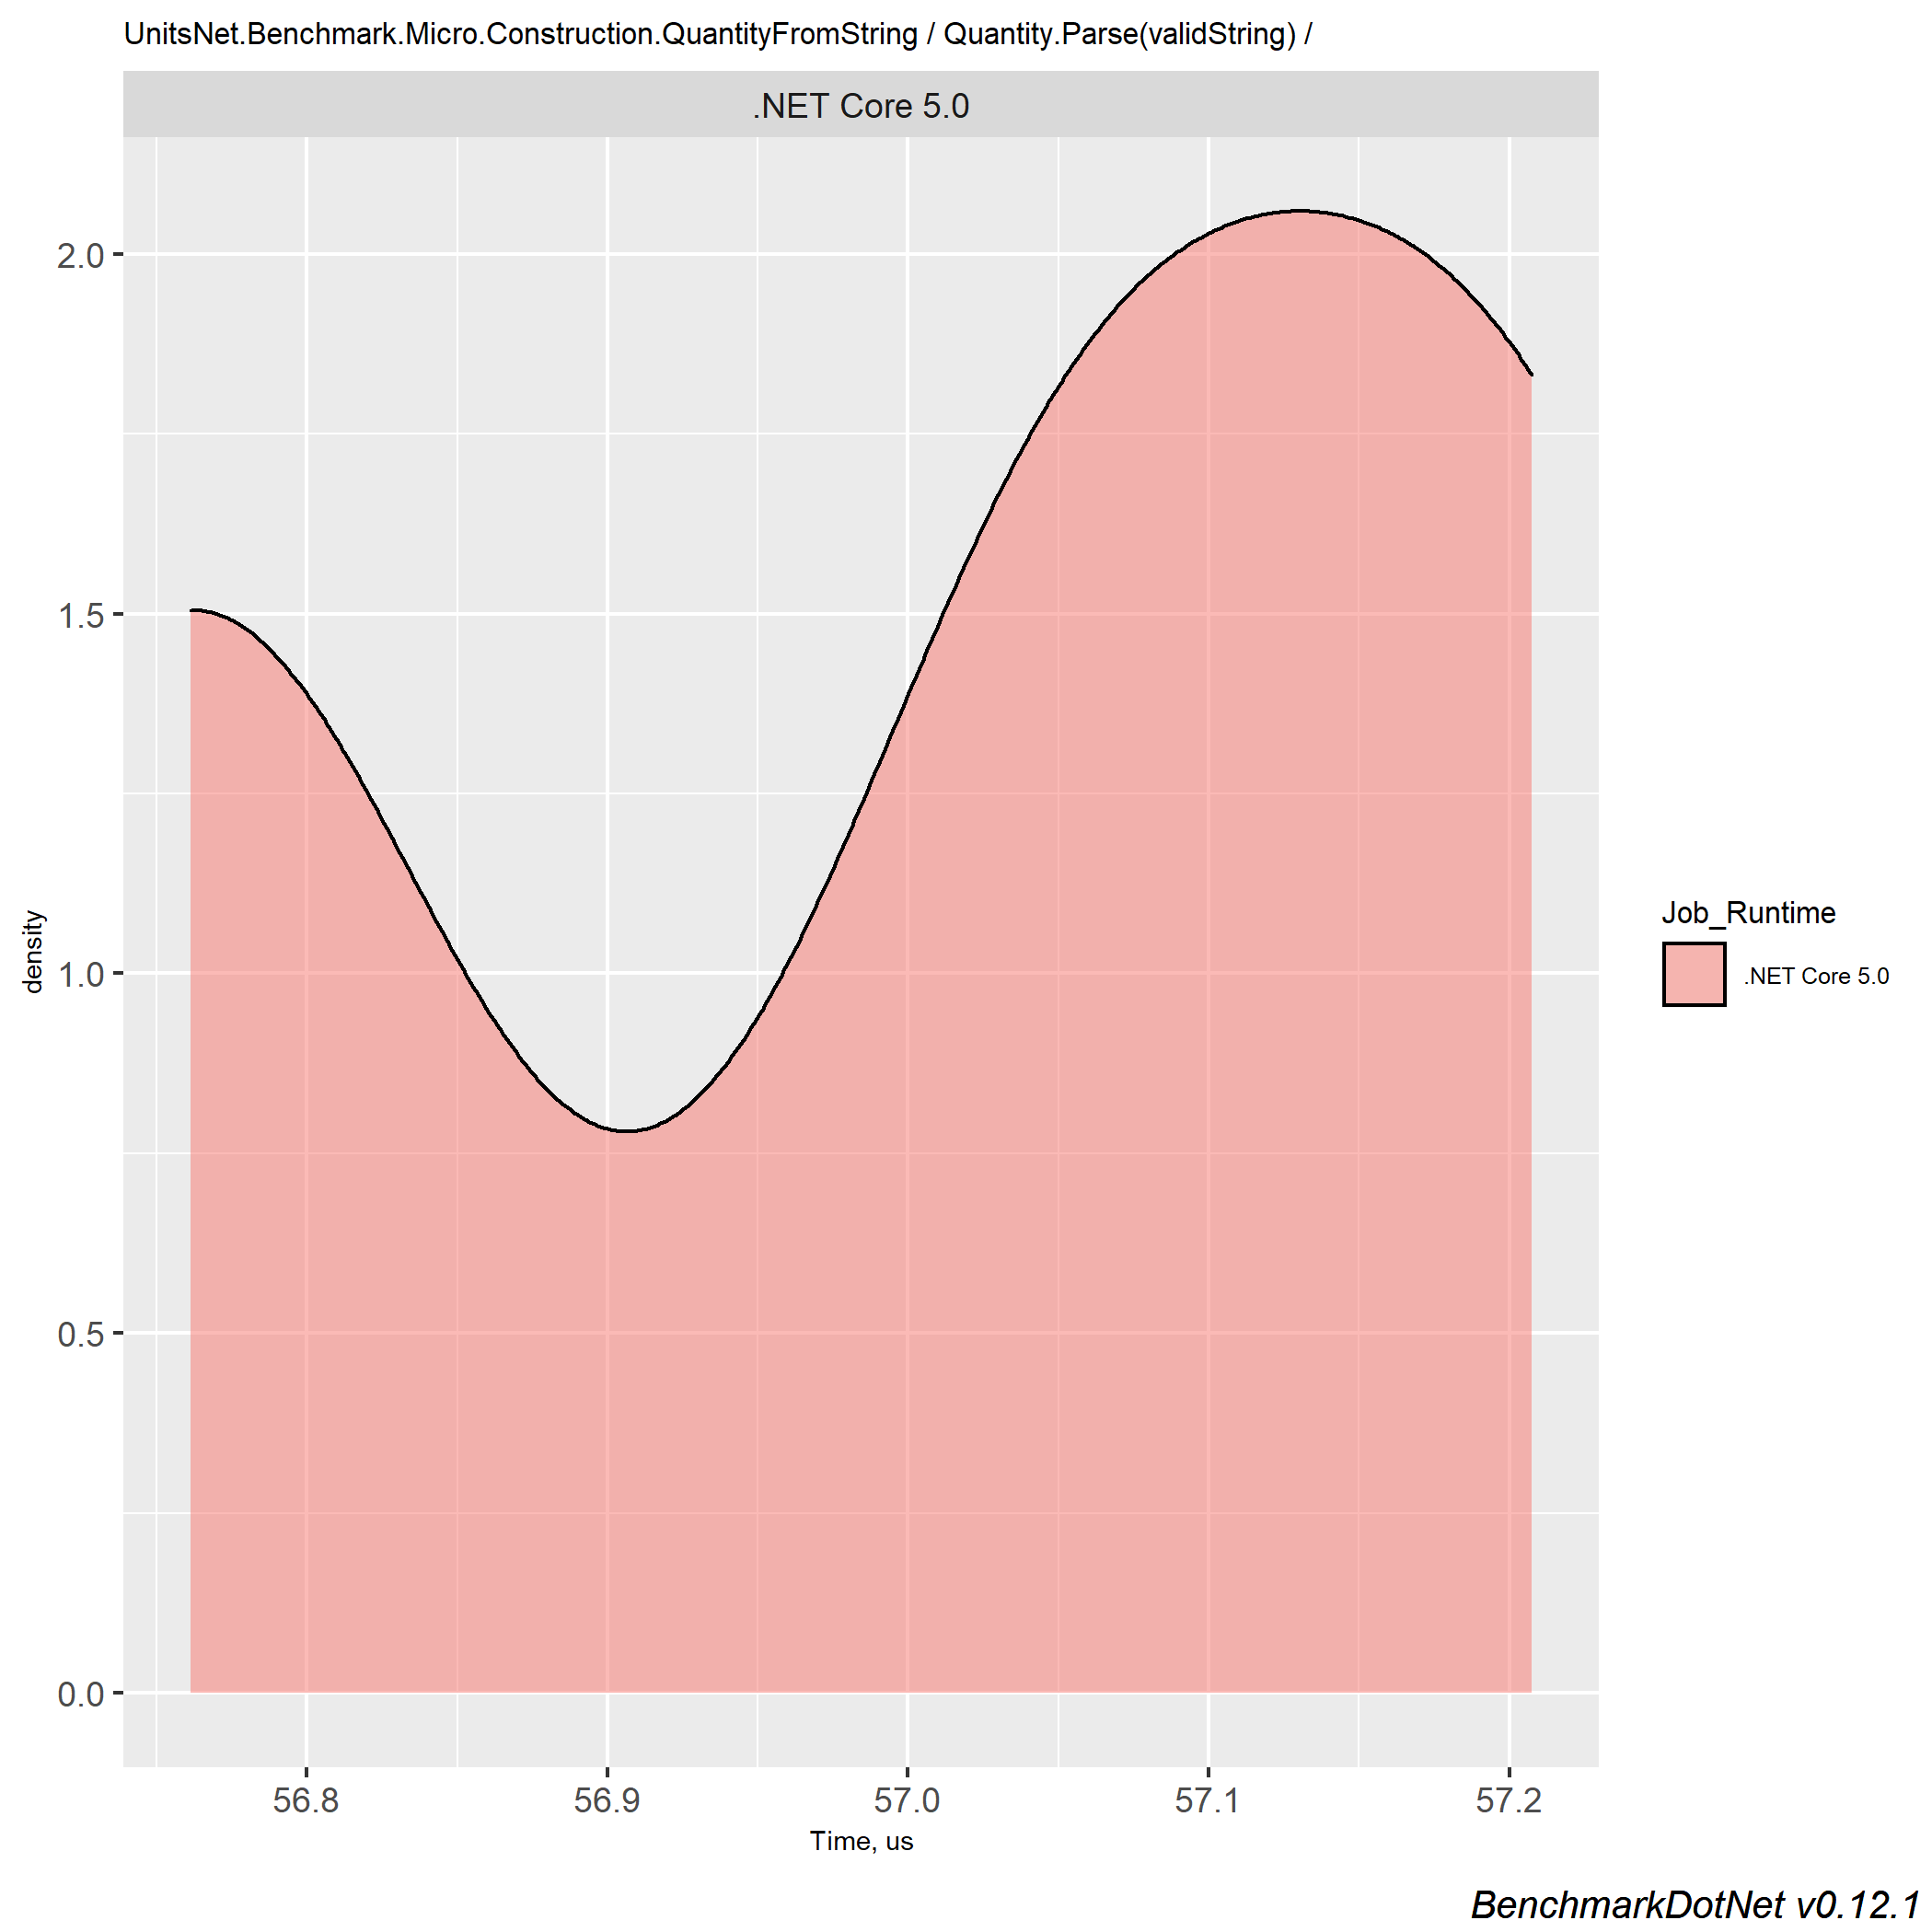 UnitsNet.Benchmark.Micro.Construction.QuantityFromString / Quantity.Parse(validString) /
.NET Core 5.0
2.0
1.5
1.0
0.5
0.0
density
56.8 56.9 57.0 57.1 57.2
Time, us
Job_Runtime
.NET Core 5.0
BenchmarkDotNet v0.12.1